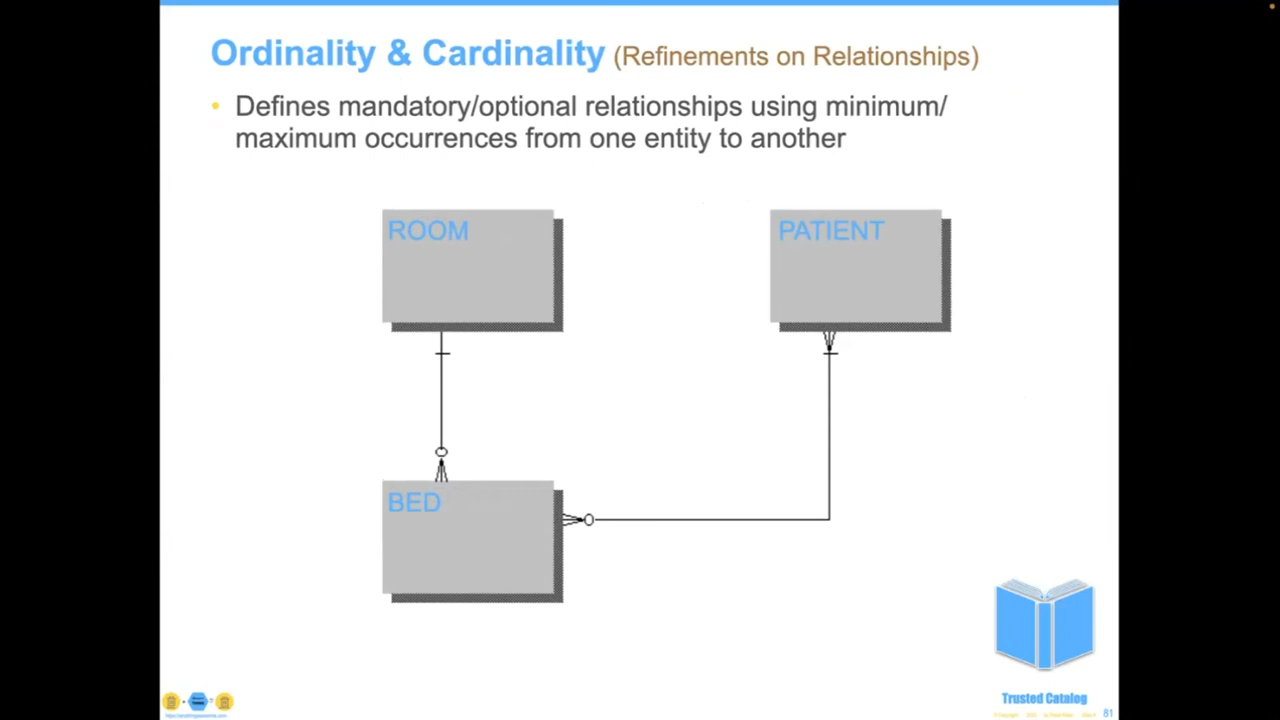 Ordinality & Cardinality (Refinements on Relationships)
• Defines mandatory/optional relationships using minimum/
maximum occurrences from one entity to another
ROOM
PATIENT
BED
Trusted Catalog
81